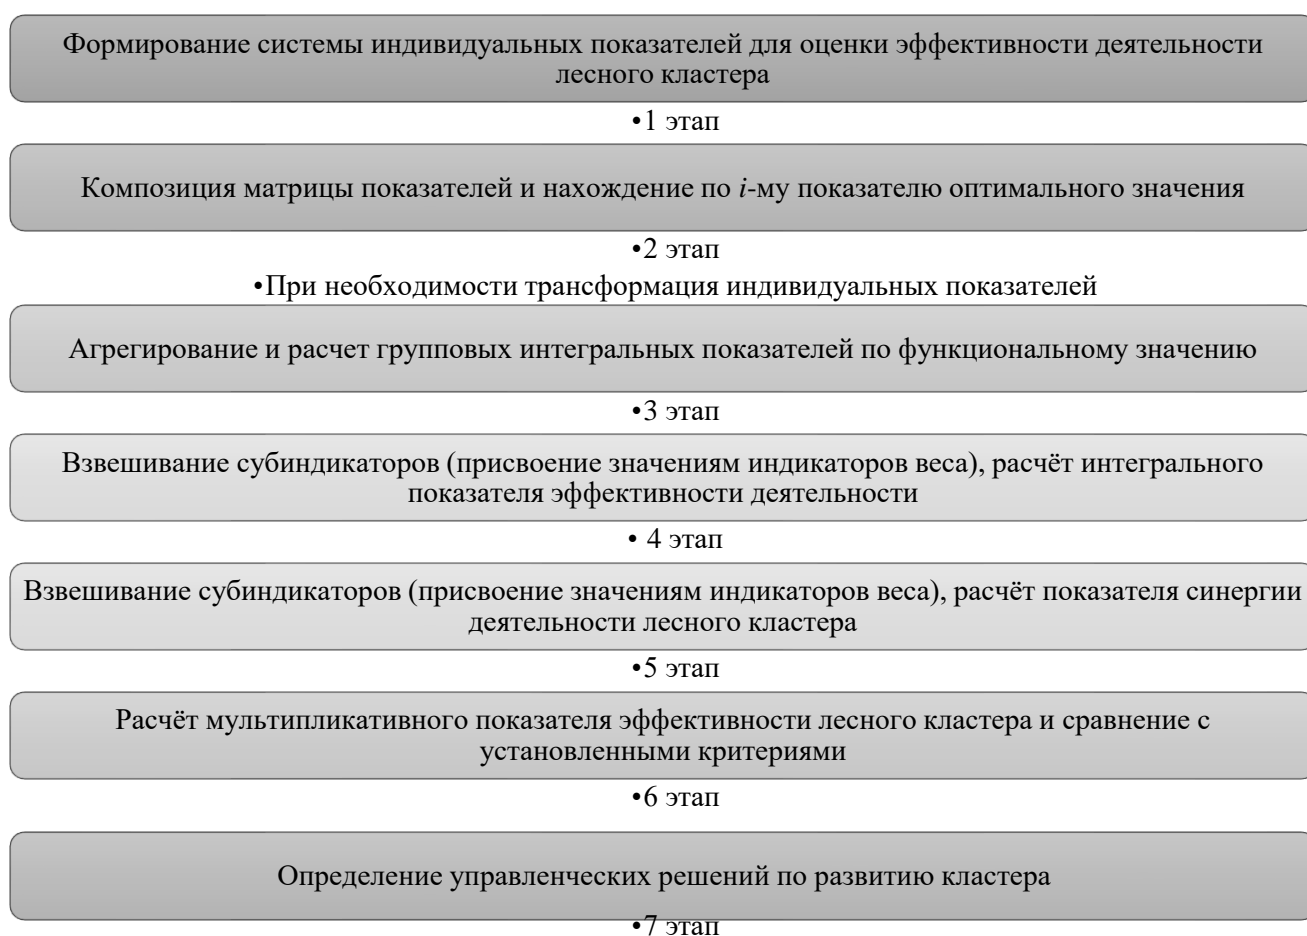 Формирование системы индивидуальных показателей для оценки эффективности деятельности
лесного кластера
•1 этап
Композиция матрицы показателей и нахождение по i-му показателю оптимального значения
•2 этап
•При необходимости трансформация индивидуальных показателей
Агрегирование и расчет групповых интегральных показателей по функциональному значению
•3 этап
Взвешивание субиндикаторов (присвоение значениям индикаторов веса), расчёт интегрального
показателя эффективности деятельности
• 4 этап
Взвешивание субиндикаторов (присвоение значениям индикаторов веса), расчёт показателя синергии
деятельности лесного кластера
•5 этап
Расчёт мультипликативного показателя эффективности лесного кластера и сравнение с
установленными критериями
•6 этап
Определение управленческих решений по развитию кластера
•7 этап